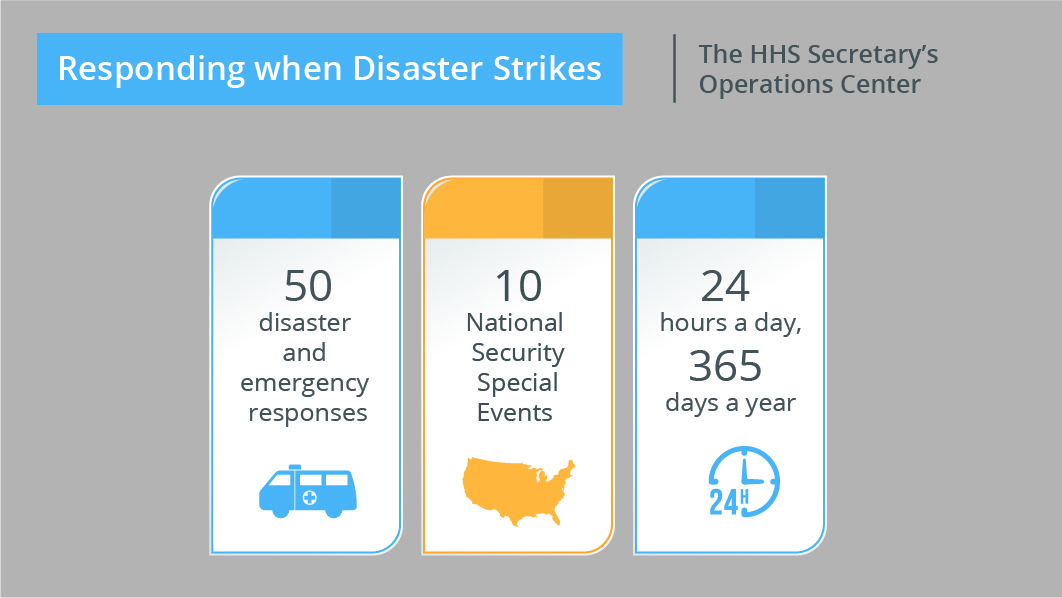 Responding when Disaster Strikes
The HHS Secretary’s
Operations Center
50
disaster
and
emergency
responses
10
National
Security
Special
Events
24
hours a day,
365
days a year
24H